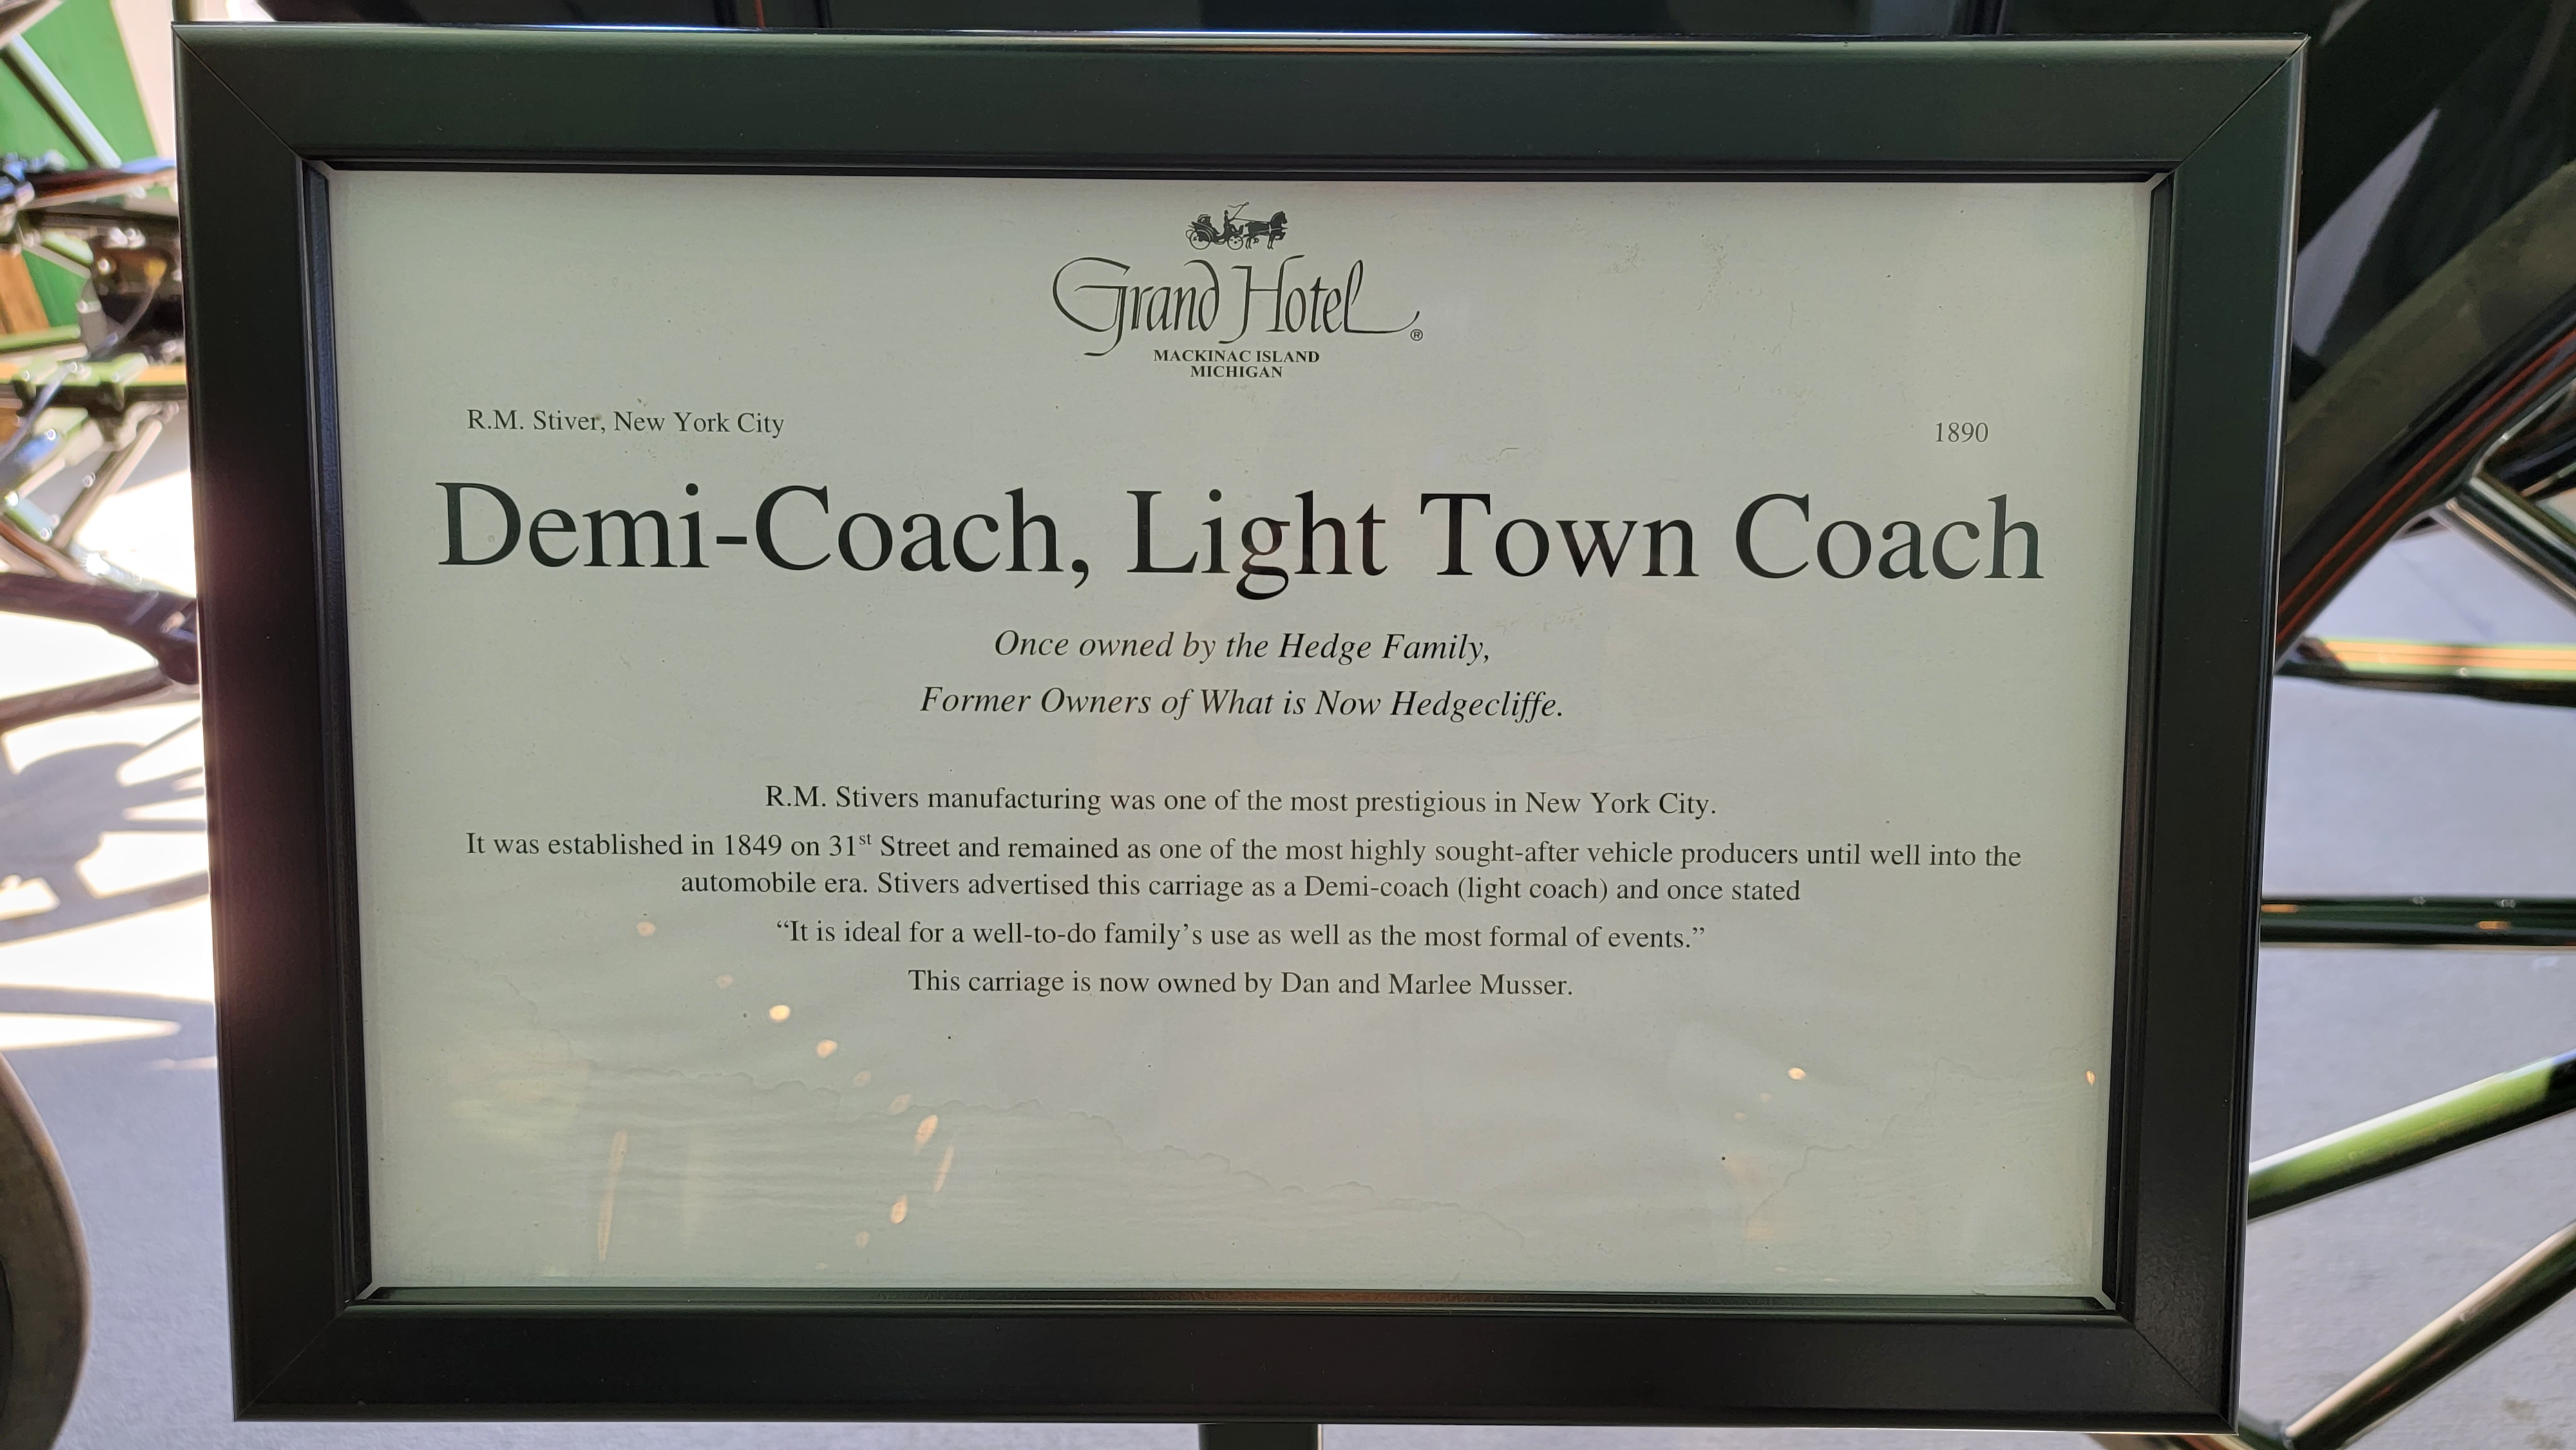 Grand Hotel®
MACKINAC ISLAND
MICHIGAN
R.M. Stiver, New York City
1890
Demi-Coach, Light Town Coach
Once owned by the Hedge Family,
Former Owners of What is Now Hedgecliffe.
R.M. Stivers manufacturing was one of the most prestigious in New York City.
It was established in 1849 on 31st Street and remained as one of the most highly sought-after vehicle producers until well into the
automobile era. Stivers advertised this carriage as a Demi-coach (light coach) and once stated
“It is ideal for a well-to-do family’s use as well as the most formal of events.”
This carriage is now owned by Dan and Marlee Musser.